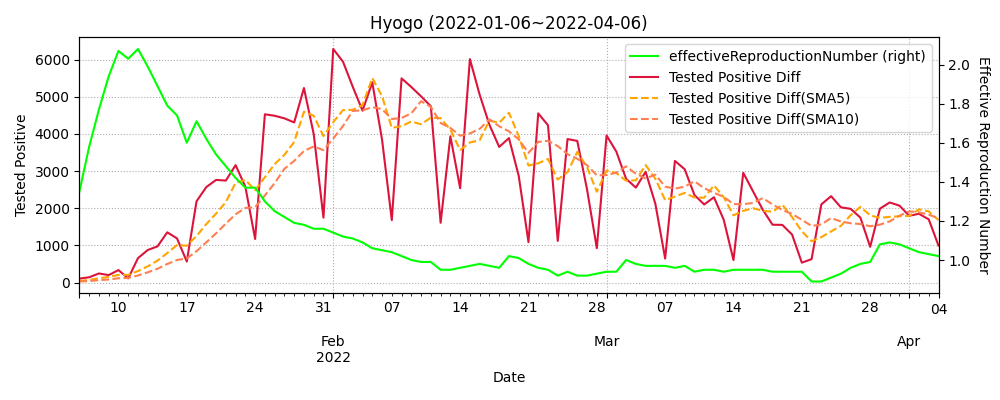 Hyogo (2022-01-06~2022-04-06)
effectiveReproductionNumber (right)
Tested Positive Diff
Tested Positive Diff(SMA5)
Tested Positive Diff(SMA10)
Tested Positive
6000
5000
4000
3000
2000
1000
0
2.0
1.8
1.6
1.4
1.2
1.0
Effective Reproduction Number
10 17 24 31 07 14 21 28 07 14 21 28 04
Feb Mar Apr
2022
Date